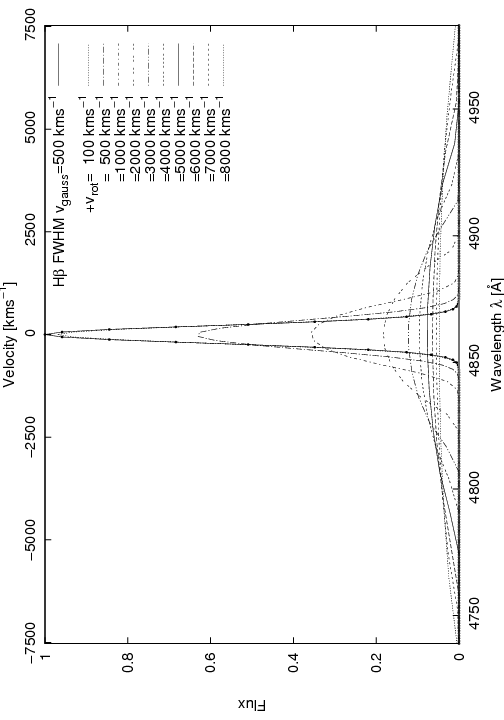 Velocity [kms−1]
−7500 −5000 −2500 0 2500 5000 7500
Hβ FWHM vgauss=500 kms−1
+vrot= 100 kms−1
= 500 kms−1
=1000 kms−1
=2000 kms−1
=3000 kms−1
=4000 kms−1
=5000 kms−1
=6000 kms−1
=7000 kms−1
=8000 kms−1
Flux
1
0.8
0.6
0.4
0.2
0
4750 4800 4850 4900 4950
Wavelength λ [Å]